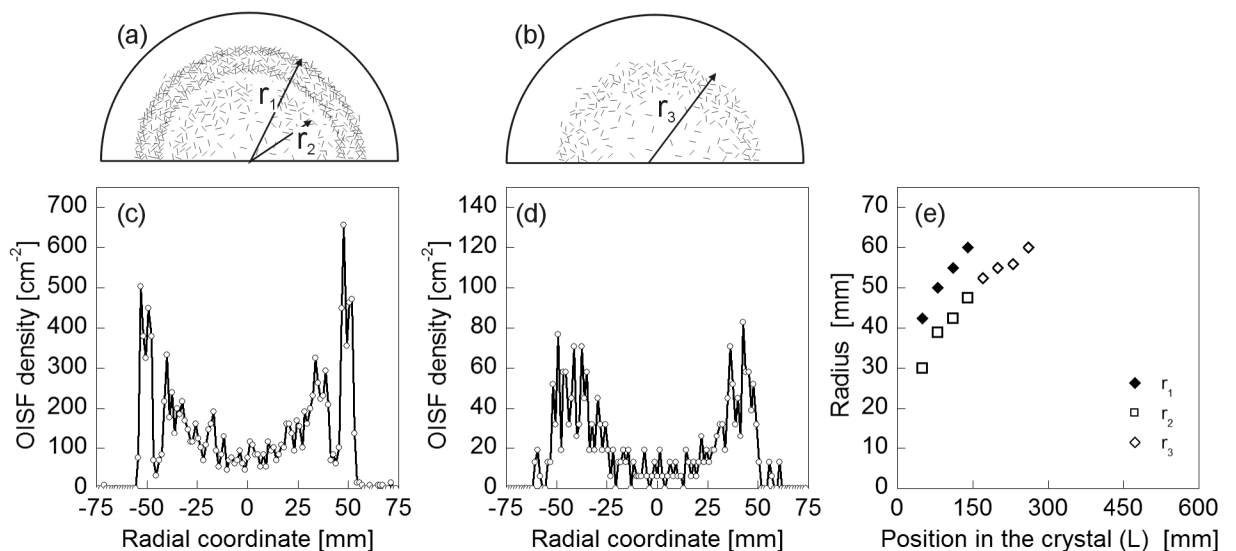 (a)
r1
r2
(b)
r3
(c)
700
600
500
400
300
200
100
0
-75 -50 -25 0 25 50 75
OISF density [cm-2]
Radial coordinate [mm]
(d)
140
120
100
80
60
40
20
0
-75 -50 -25 0 25 50 75
OISF density [cm-2]
Radial coordinate [mm]
(e)
80
70
60
50
40
30
20
10
0
0 150 300 450 600
Radius [mm]
Position in the crystal (L) [mm]
r1
r2
r3